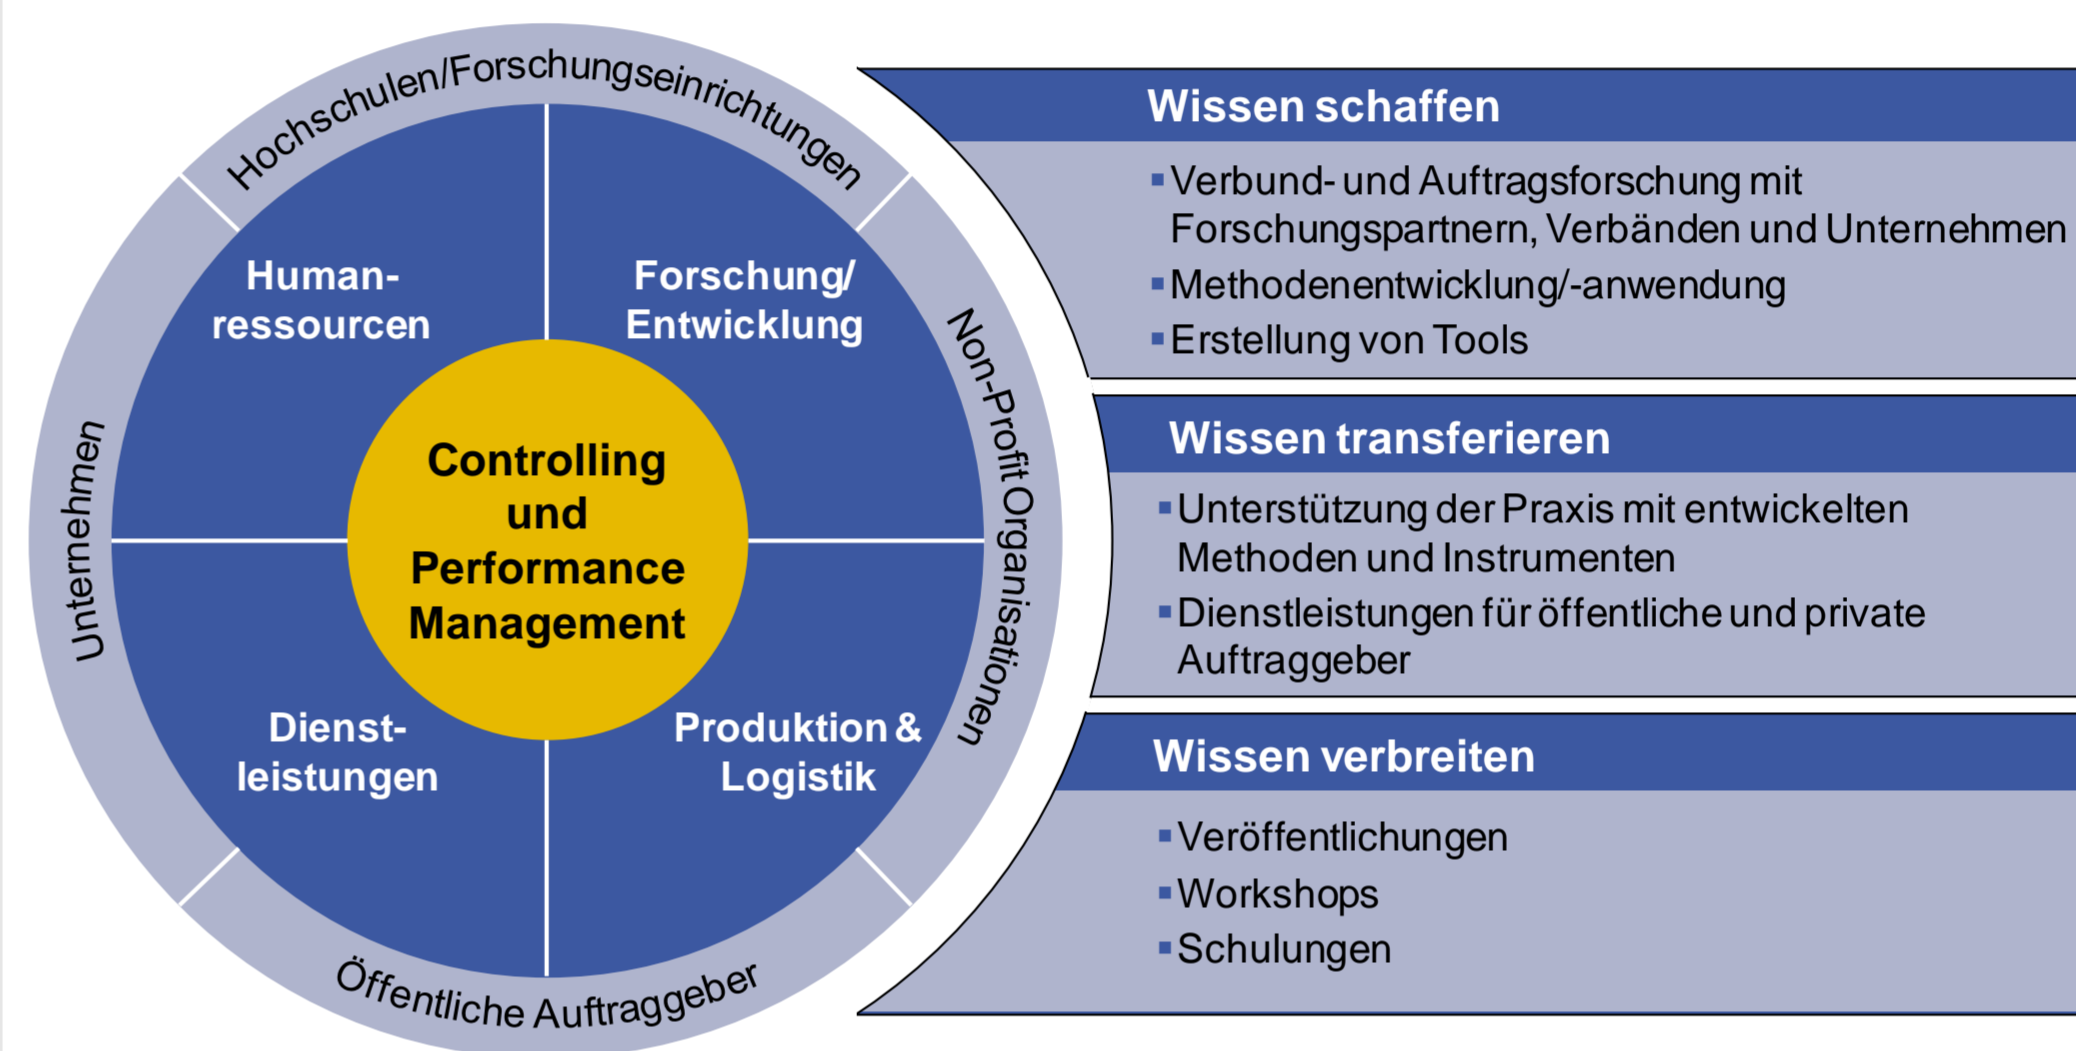 Hochschulen/Forschungseinrichtungen
Human-
ressourcen
Forschung/
Entwicklung
Unternehmen
Controlling
und
Performance
Management
Non-Profit Organisationen
Dienst-
leistungen
Produktion &
Logistik
Öffentliche Auftraggeber
Wissen schaffen
▪Verbund- und Auftragsforschung mit
Forschungspartnern, Verbänden und Unternehmen
▪Methodenentwicklung/-anwendung
▪Erstellung von Tools
Wissen transferieren
▪Unterstützung der Praxis mit entwickelten
Methoden und Instrumenten
▪Dienstleistungen für öffentliche und private
Auftraggeber
Wissen verbreiten
▪Veröffentlichungen
▪Workshops
▪Schulungen